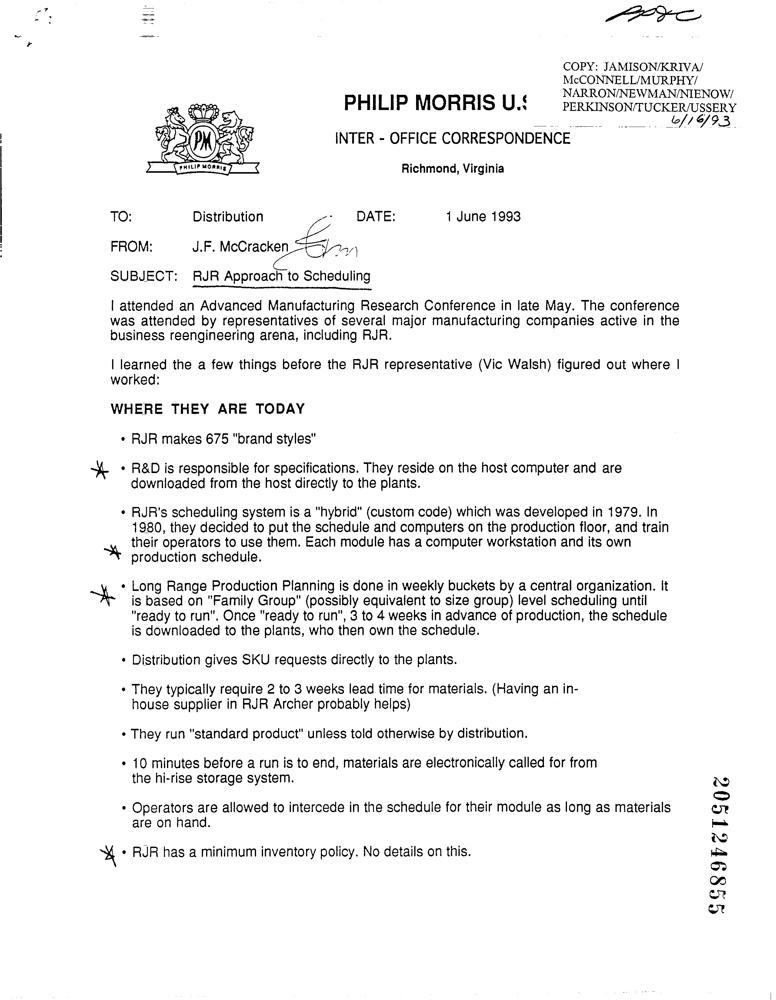 COPY: JAMISON/KRIVA/
McCONNELL/MURPHY/
NARRON/NEWMAN/NIENOW/
PERKINSON/TUCKER/USSERY
6/16/93
PHILIP MORRIS U.S
INTER - OFFICE CORRESPONDENCE
Richmond, Virginia
PM
PHILIP MORRIS
TO: Distribution DATE: 1 June 1993
FROM: J.F. McCracken
SUBJECT: RJR Approach to Scheduling
I attended an Advanced Manufacturing Research Conference in late May. The conference
was attended by representatives of several major manufacturing companies active in the
business reengineering arena, including RJR.
I learned the a few things before the RJR representative (Vic Walsh) figured out where I
worked:
WHERE THEY ARE TODAY
• RJR makes 675 "brand styles"
• R&D is responsible for specifications. They reside on the host computer and are
downloaded from the host directly to the plants.
• RJR's scheduling system is a "hybrid" (custom code) which was developed in 1979. In
1980, they decided to put the schedule and computers on the production floor, and train
their operators to use them. Each module has a computer workstation and its own
production schedule.
• Long Range Production Planning is done in weekly buckets by a central organization. It
is based on "Family Group" (possibly equivalent to size group) level scheduling until
"ready to run". Once "ready to run", 3 to 4 weeks in advance of production, the schedule
is downloaded to the plants, who then own the schedule.
• Distribution gives SKU requests directly to the plants.
• They typically require 2 to 3 weeks lead time for materials. (Having an in-
house supplier in RJR Archer probably helps)
• They run "standard product" unless told otherwise by distribution.
• 10 minutes before a run is to end, materials are electronically called for from
the hi-rise storage system.
• Operators are allowed to intercede in the schedule for their module as long as materials
are on hand.
• RJR has a minimum inventory policy. No details on this.
2051246855